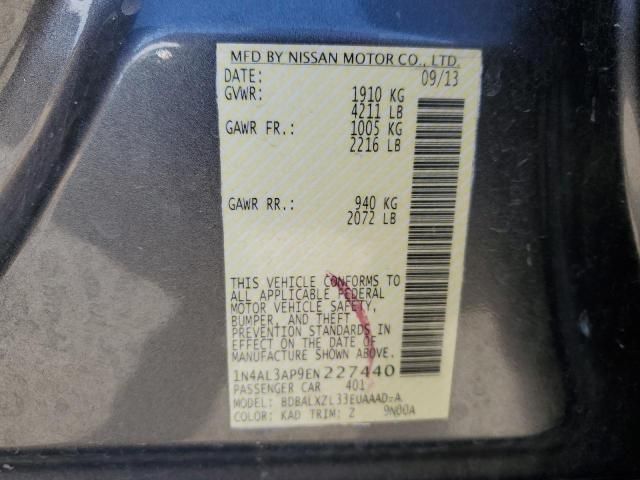 MFD BY NISSAN MOTOR CO., LTD.
DATE: 09/13
GVWR: 1910 KG
4211 LB
GAWR FR.: 1005 KG
2216 LB
GAWR RR.: 940 KG
2072 LB
THIS VEHICLE CONFORMS TO
ALL APPLICABLE FEDERAL
MOTOR VEHICLE SAFETY,
BUMPER, AND THEFT
PREVENTION STANDARDS IN
EFFECT ON THE DATE OF
MANUFACTURE SHOWN ABOVE.
1N4AL3AP9EN227440
PASSENGER CAR 401
MODEL: BDBALXZL33EUAAAD=A
COLOR: KAD TRIM: Z 9N00A